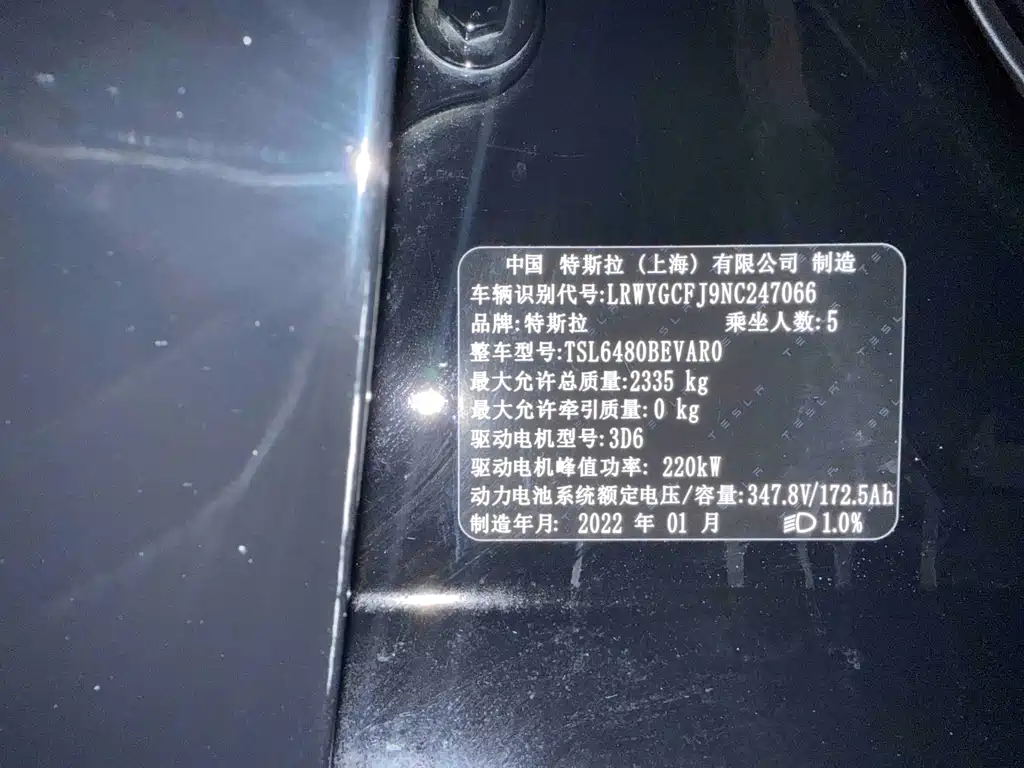 中国 特斯拉 (上海) 有限公司 制造
车辆识别代号:LRWYGCFJ9NC247066
品牌:特斯拉 乘坐人数:5
整车型号:TSL6480BEVAR0
最大允许总质量:2335 kg
最大允许牵引质量:0 kg
驱动电机型号:3D6
驱动电机峰值功率: 220kW
动力电池系统额定电压/容量:347.8V/172.5Ah
制造年月: 2022 年 01 月 1.0%
TESLA